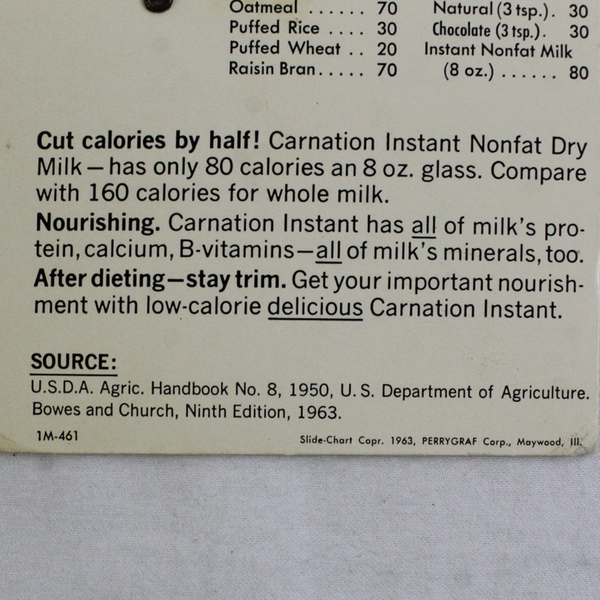 Oatmeal ...... 70 Natural (3 tsp.). 30
Puffed Rice .... 30 Chocolate (3 tsp.). 30
Puffed Wheat .. 20 Instant Nonfat Milk
Raisin Bran..... 70 (8 oz.) ...... 80
Cut calories by half! Carnation Instant Nonfat Dry
Milk — has only 80 calories an 8 oz. glass. Compare
with 160 calories for whole milk.
Nourishing. Carnation Instant has all of milk's pro-
tein, calcium, B-vitamins—all of milk's minerals, too.
After dieting—stay trim. Get your important nourish-
ment with low-calorie delicious Carnation Instant.
SOURCE:
U.S.D.A. Agric. Handbook No. 8, 1950, U.S. Department of Agriculture.
Bowes and Church, Ninth Edition, 1963.
1M-461 Slide-Chart Copr. 1963, PERRYGRAF Corp., Maywood, Ill.